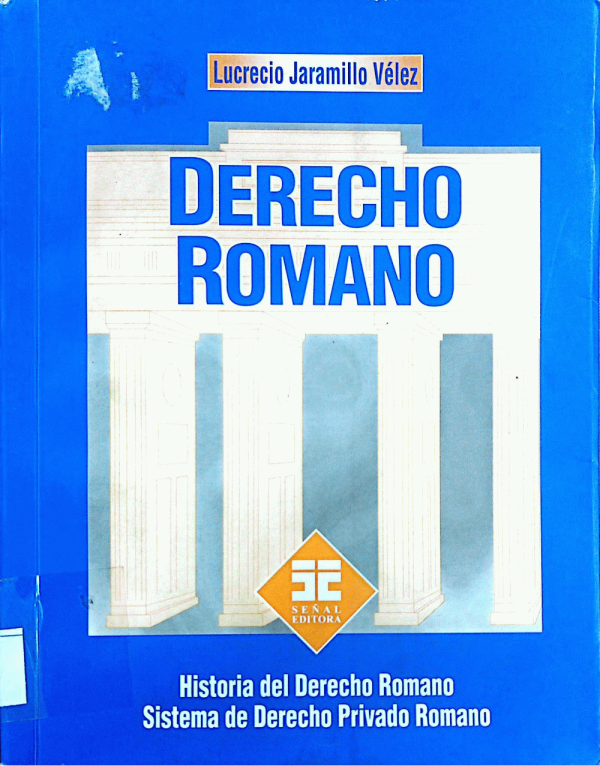 Lucrecio Jaramillo Vélez
DERECHO
ROMANO
SEÑAL
EDITORA
Historia del Derecho Romano
Sistema de Derecho Privado Romano